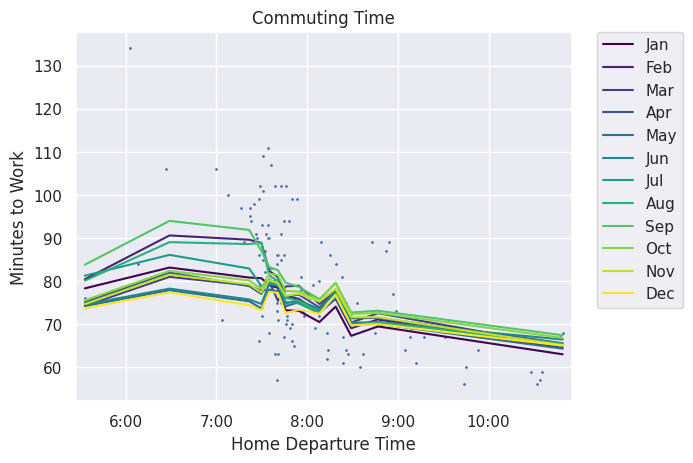 Commuting Time
Minutes to Work
130
120
110
100
90
80
70
60
6:00
7:00
8:00
9:00
10:00
Home Departure Time
Jan
Feb
Mar
Apr
May
Jun
Jul
Aug
Sep
Oct
Nov
Dec